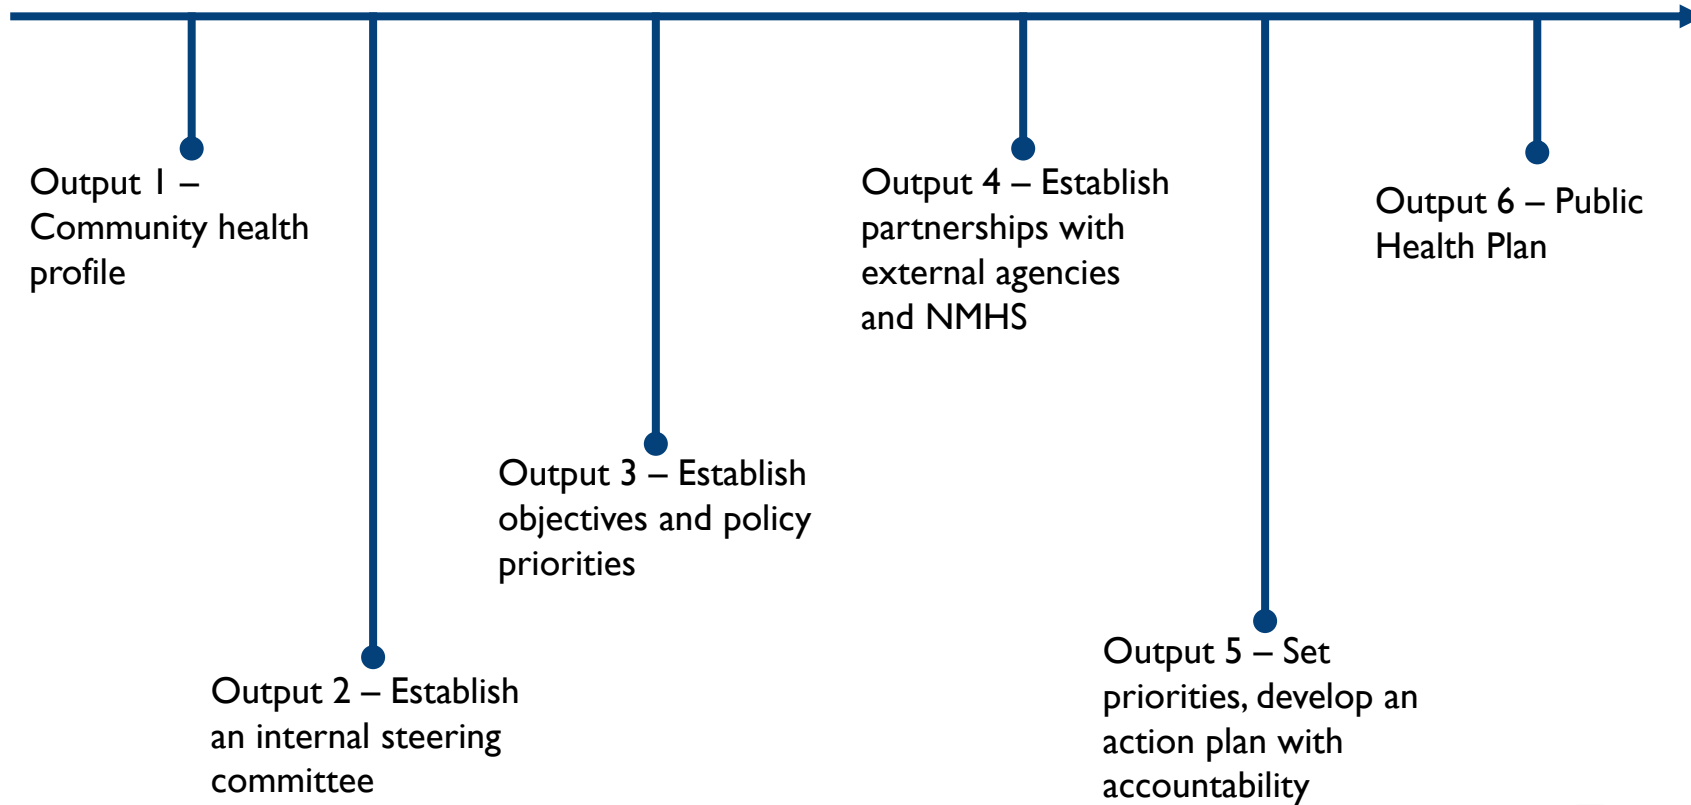 Output 1 –
Community health
profile
Output 2 – Establish
an internal steering
committee
Output 3 – Establish
objectives and policy
priorities
Output 4 – Establish
partnerships with
external agencies
and NMHS
Output 5 – Set
priorities, develop an
action plan with
accountability
Output 6 – Public
Health Plan